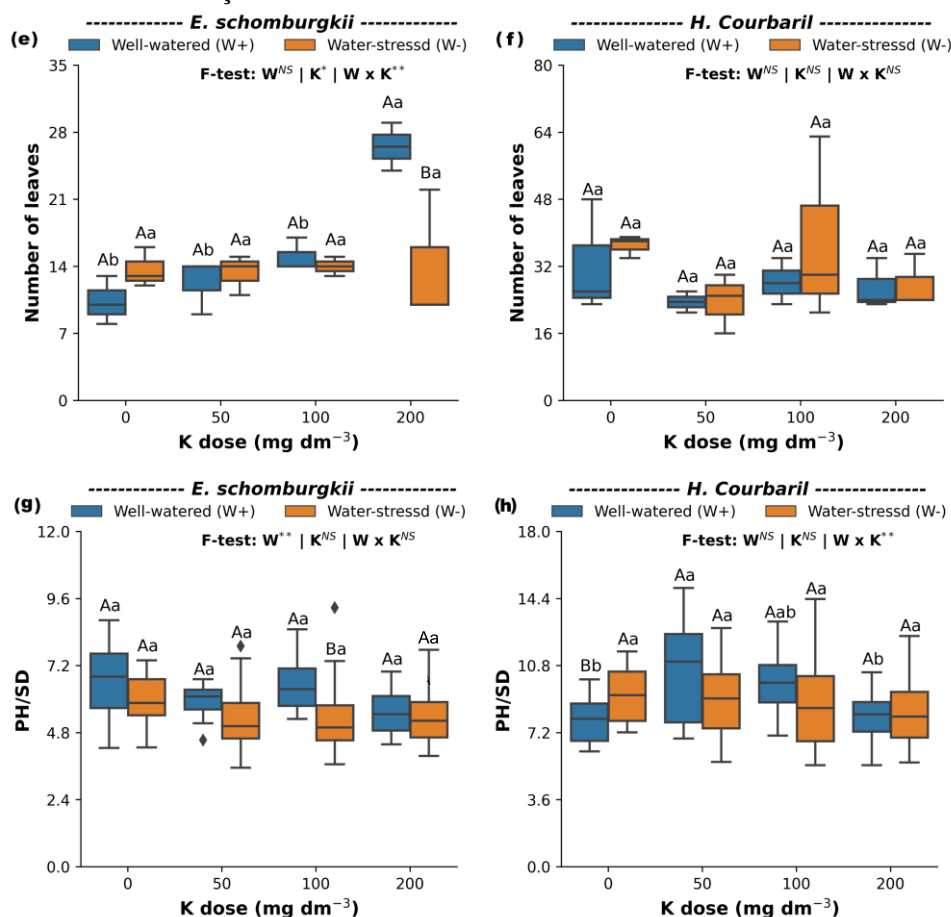 ------------- E. schomburgkii -------------
(e) Well-watered (W+) Water-stressd (W-)
F-test: W^NS | K^* | W x K^**
35
28
21
14
7
0
Number of leaves
Ab Aa Ab Aa Ab Aa Aa Ba
0 50 100 200
K dose (mg dm⁻³)
------------- H. Courbaril -------------
(f) Well-watered (W+) Water-stressd (W-)
F-test: W^NS | K^NS | W x K^NS
80
64
48
32
16
0
Number of leaves
Aa Aa Aa Aa Aa Aa Aa Aa
0 50 100 200
K dose (mg dm⁻³)
------------- E. schomburgkii -------------
(g) Well-watered (W+) Water-stressd (W-)
F-test: W^** | K^NS | W x K^NS
12.0
9.6
7.2
4.8
2.4
0.0
PH/SD
Aa Aa Aa Aa Aa Ba Aa Aa
0 50 100 200
K dose (mg dm⁻³)
------------- H. Courbaril -------------
(h) Well-watered (W+) Water-stressd (W-)
F-test: W^NS | K^NS | W x K^**
18.0
14.4
10.8
7.2
3.6
0.0
PH/SD
Bb Aa Aa Aa Aab Aa Ab Aa
0 50 100 200
K dose (mg dm⁻³)